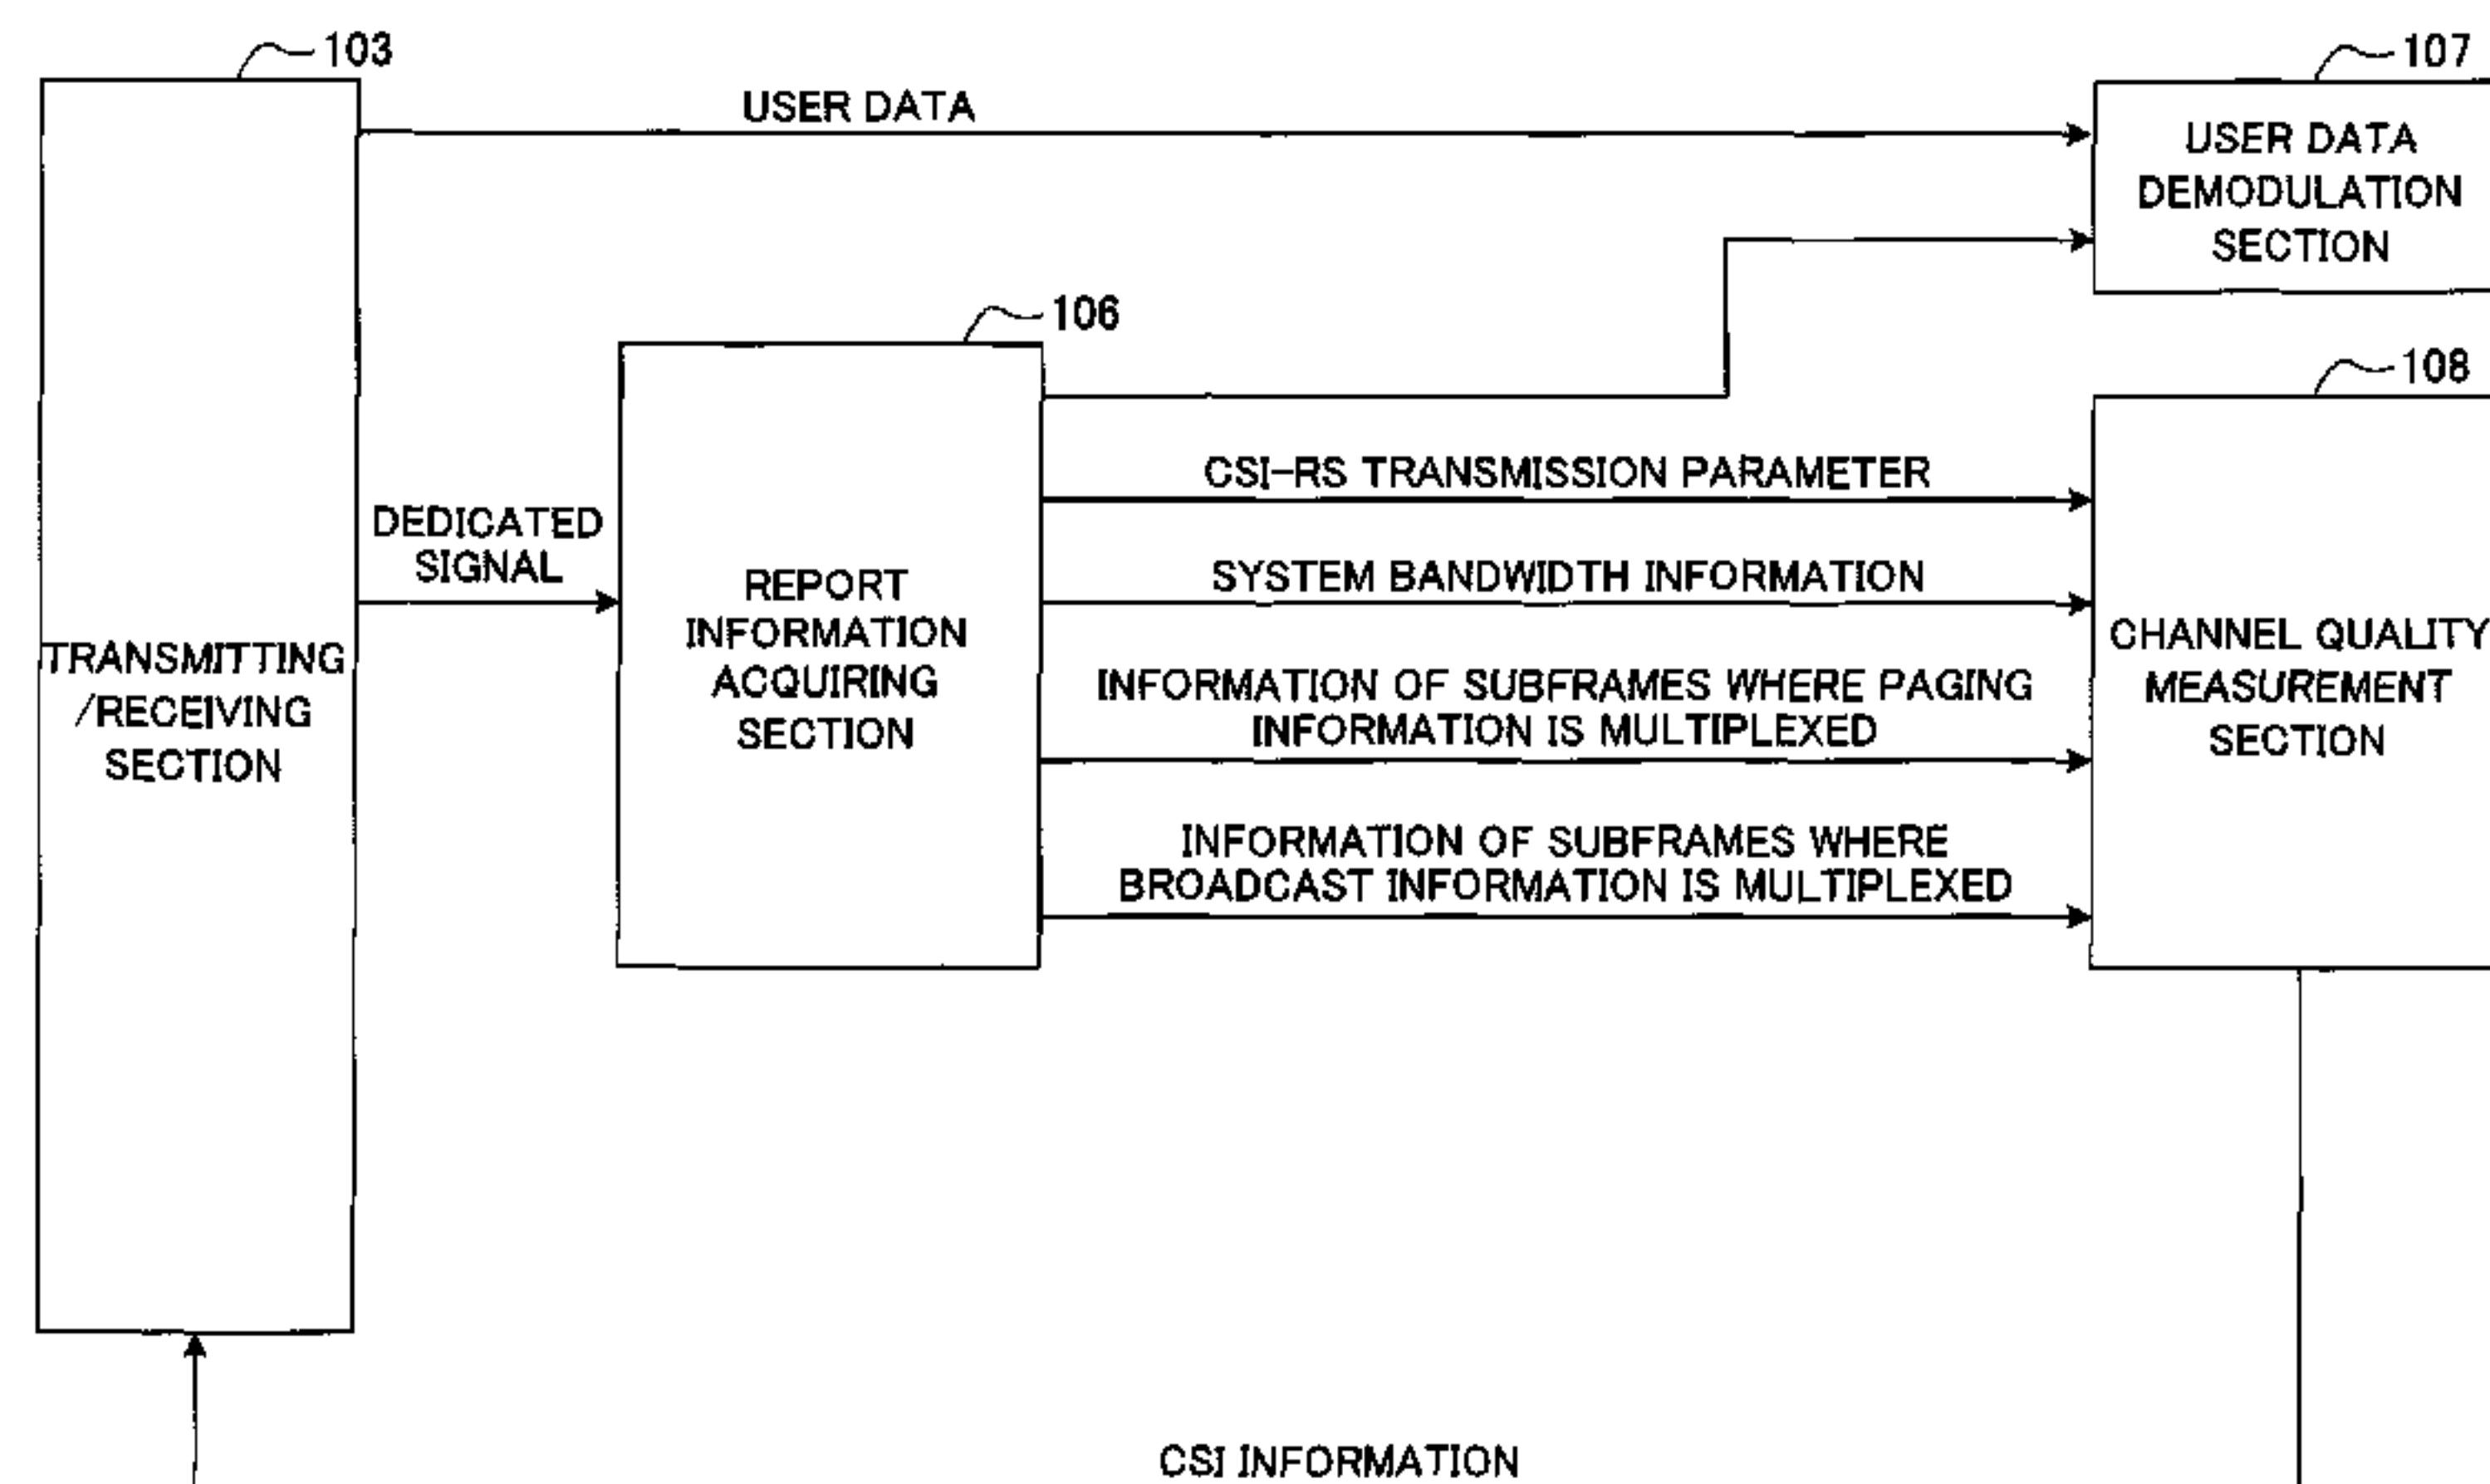 103
107
USER DATA
USER DATA
DEMODULATION
SECTION
106
108
CSI-RS TRANSMISSION PARAMETER
DEDICATED
SIGNAL
SYSTEM BANDWIDTH INFORMATION
REPORT
INFORMATION
ACQUIRING
SECTION
TRANSMITTING
/RECEIVING
SECTION
CHANNEL QUALITY
MEASUREMENT
SECTION
INFORMATION OF SUBFRAMES WHERE PAGING
INFORMATION IS MULTIPLEXED
INFORMATION OF SUBFRAMES WHERE
BROADCAST INFORMATION IS MULTIPLEXED
CSI INFORMATION